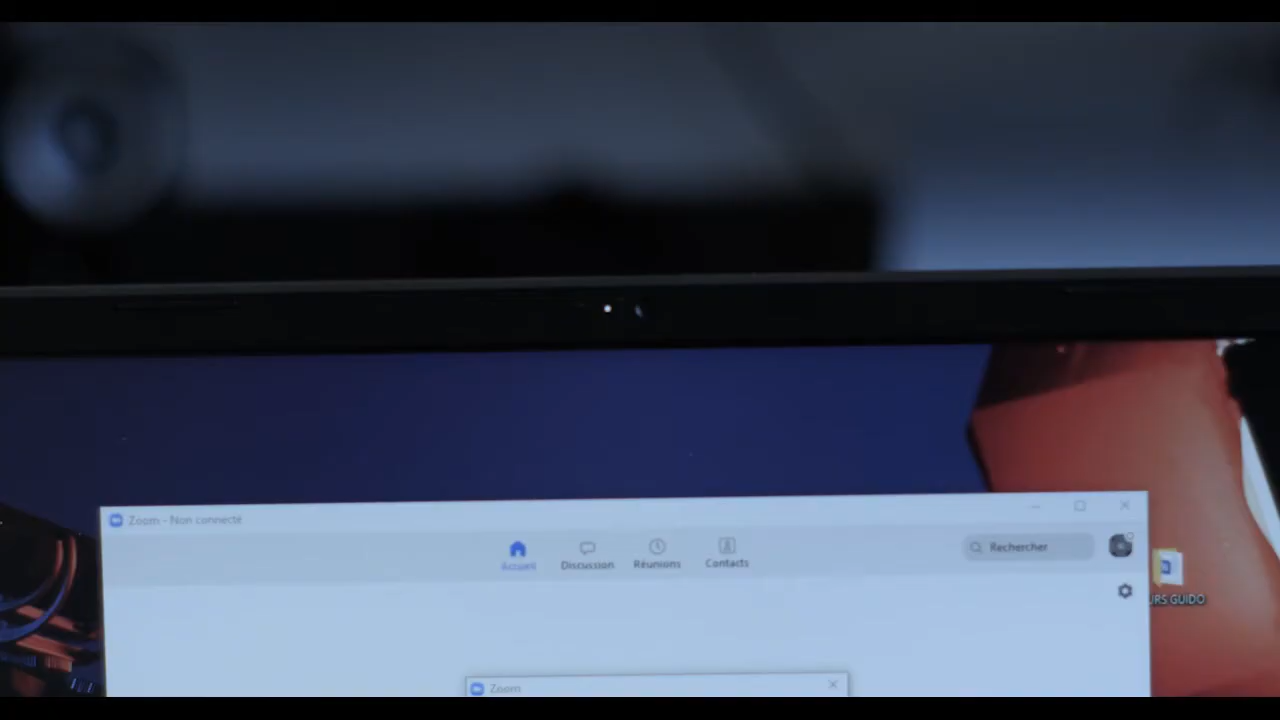 Zoom - Non connecté
Accueil
Discussion
Réunions
Contacts
Rechercher
URS GUIDO
Zoom